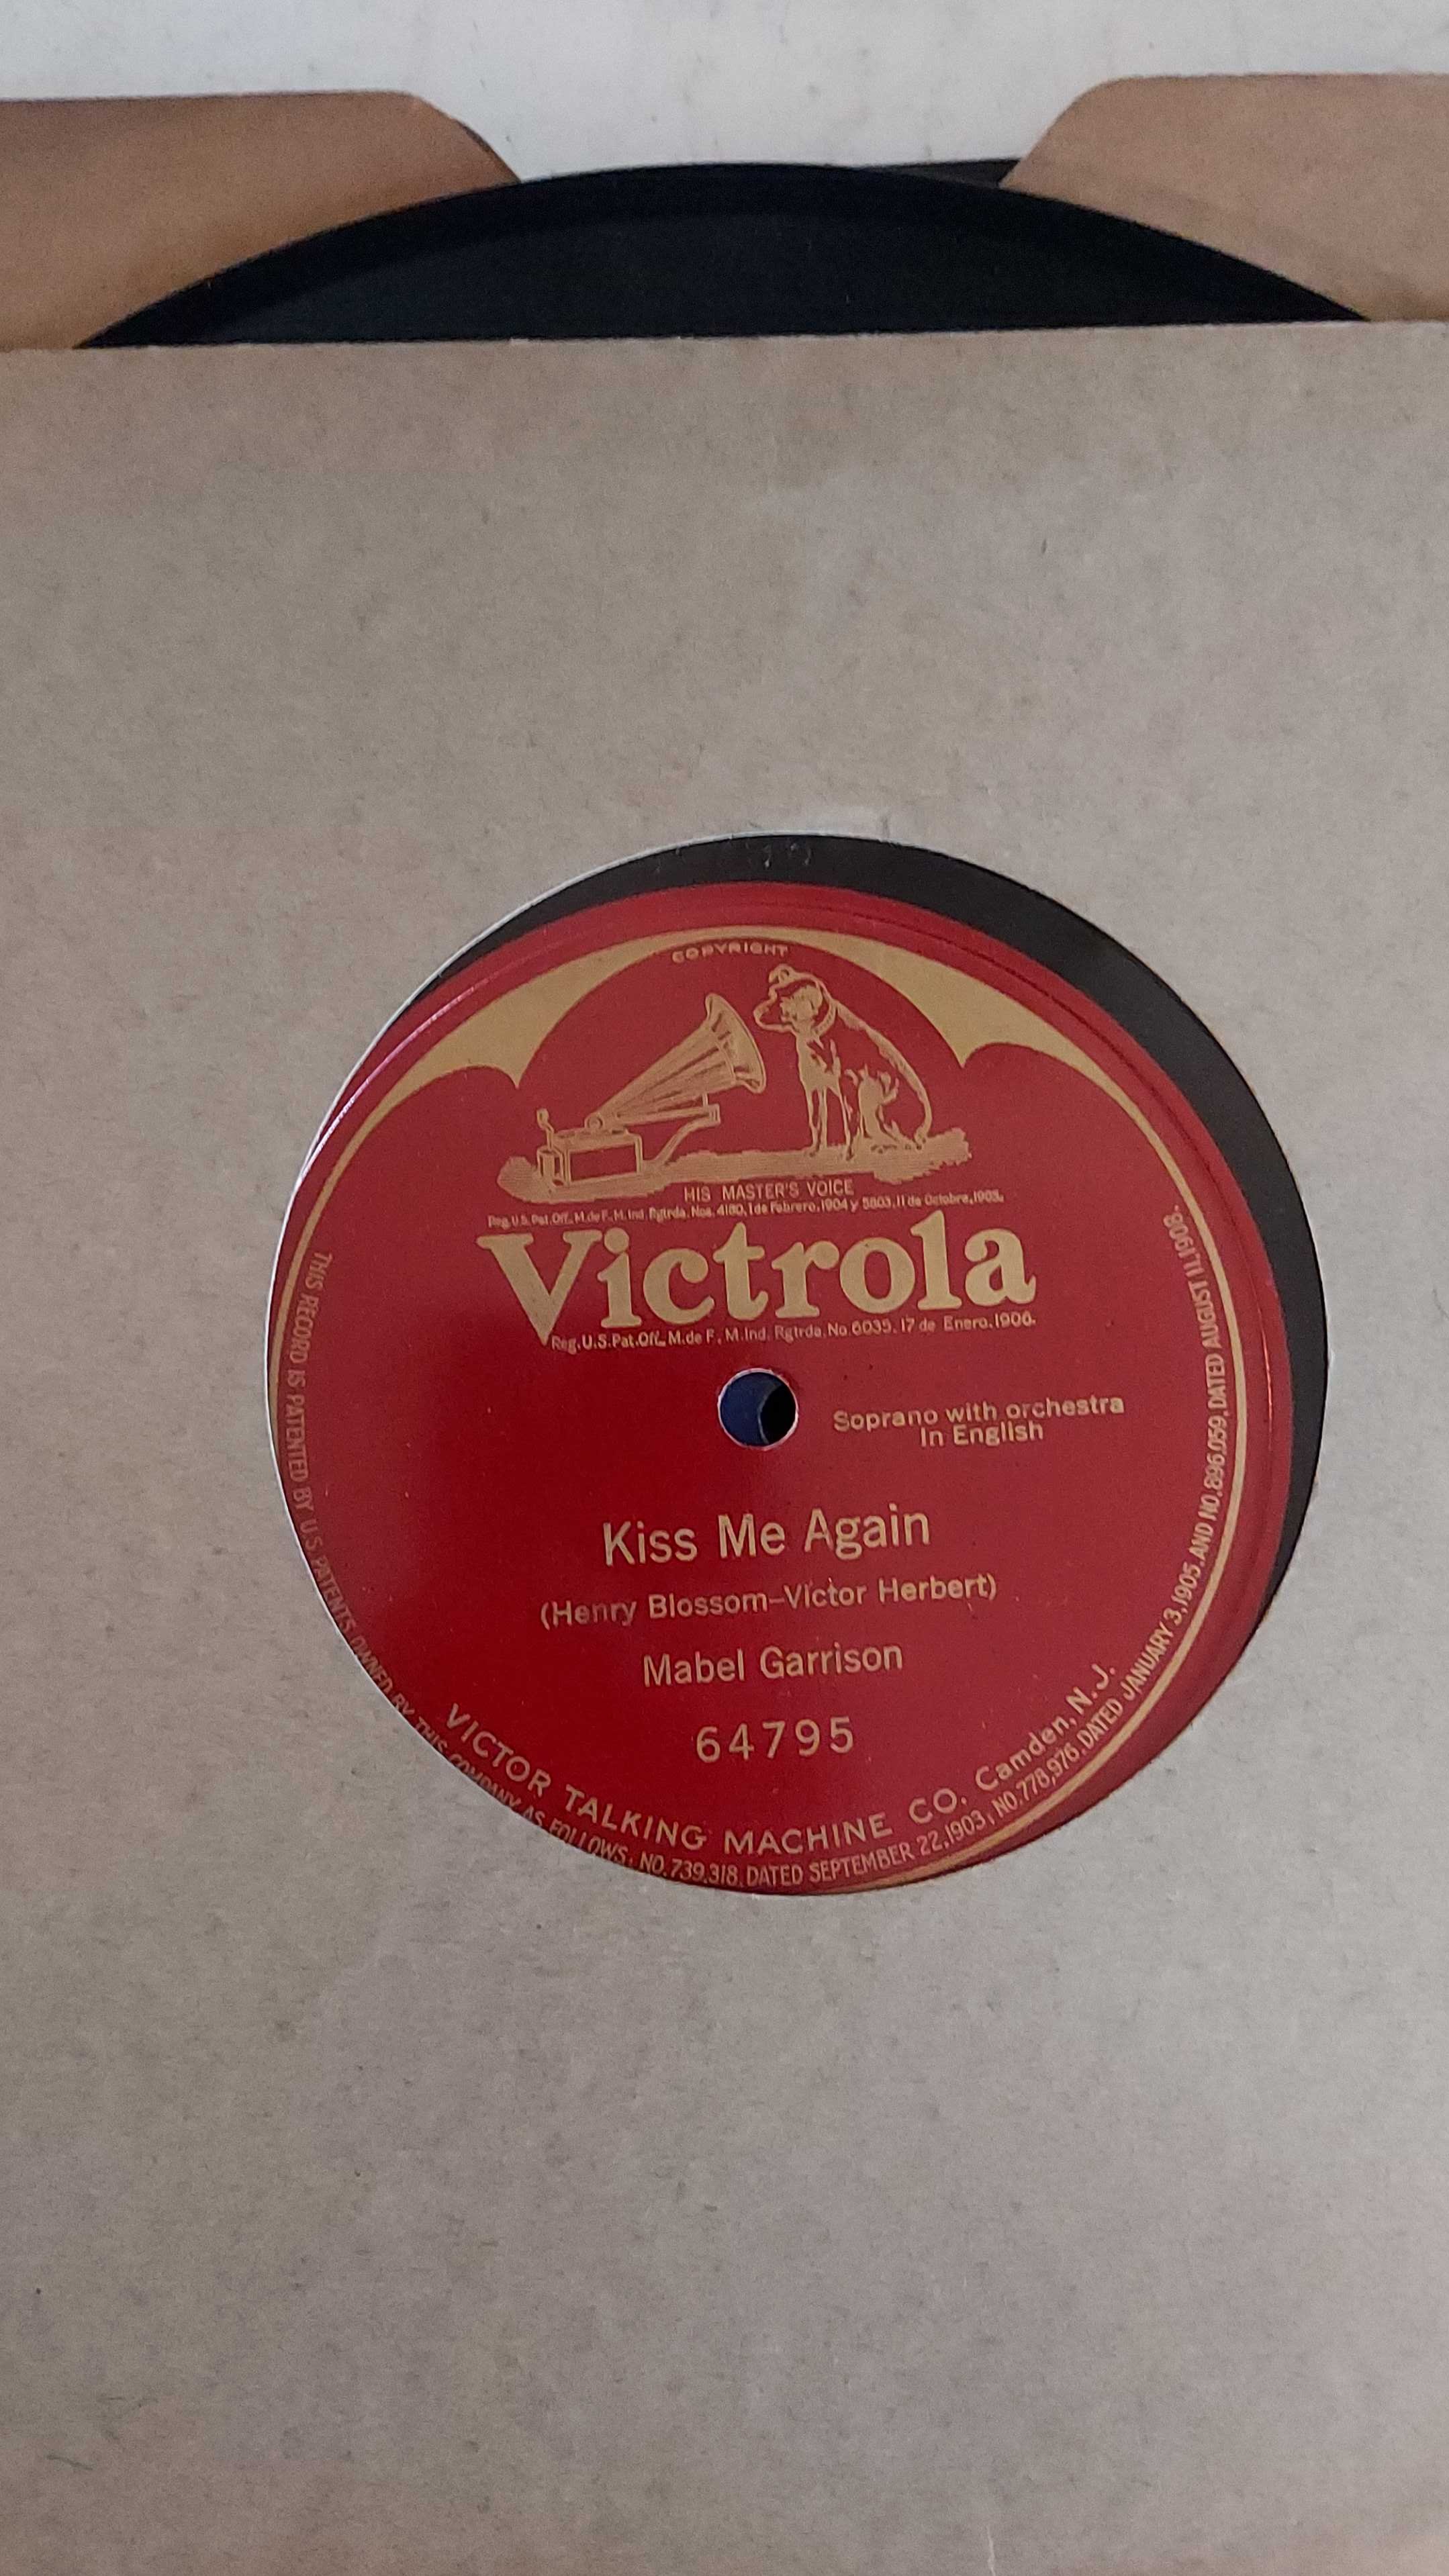 COPYRIGHT
HIS MASTER'S VOICE
Reg. U.S. Pat. Off. M. de F. M. Ind. Rgtrda. Nos. 4180, 1 de Febrero, 1904 y 5803, 11 de Octobre, 1905.
Victrola
Reg. U.S. Pat. Off. M. de F. M. Ind. Rgtrda. No 6035. 17 de Enero. 1906.
Soprano with orchestra
In English
Kiss Me Again
(Henry Blossom–Victor Herbert)
Mabel Garrison
64795
VICTOR TALKING MACHINE CO. Camden, N.J.
THIS RECORD IS PATENTED BY U.S. PATENTS OWNED BY THIS COMPANY AS FOLLOWS, NO. 739,318, DATED SEPTEMBER 22, 1903, NO. 778,976, DATED JANUARY 3, 1905, AND NO. 896,059, DATED AUGUST 11, 1908.